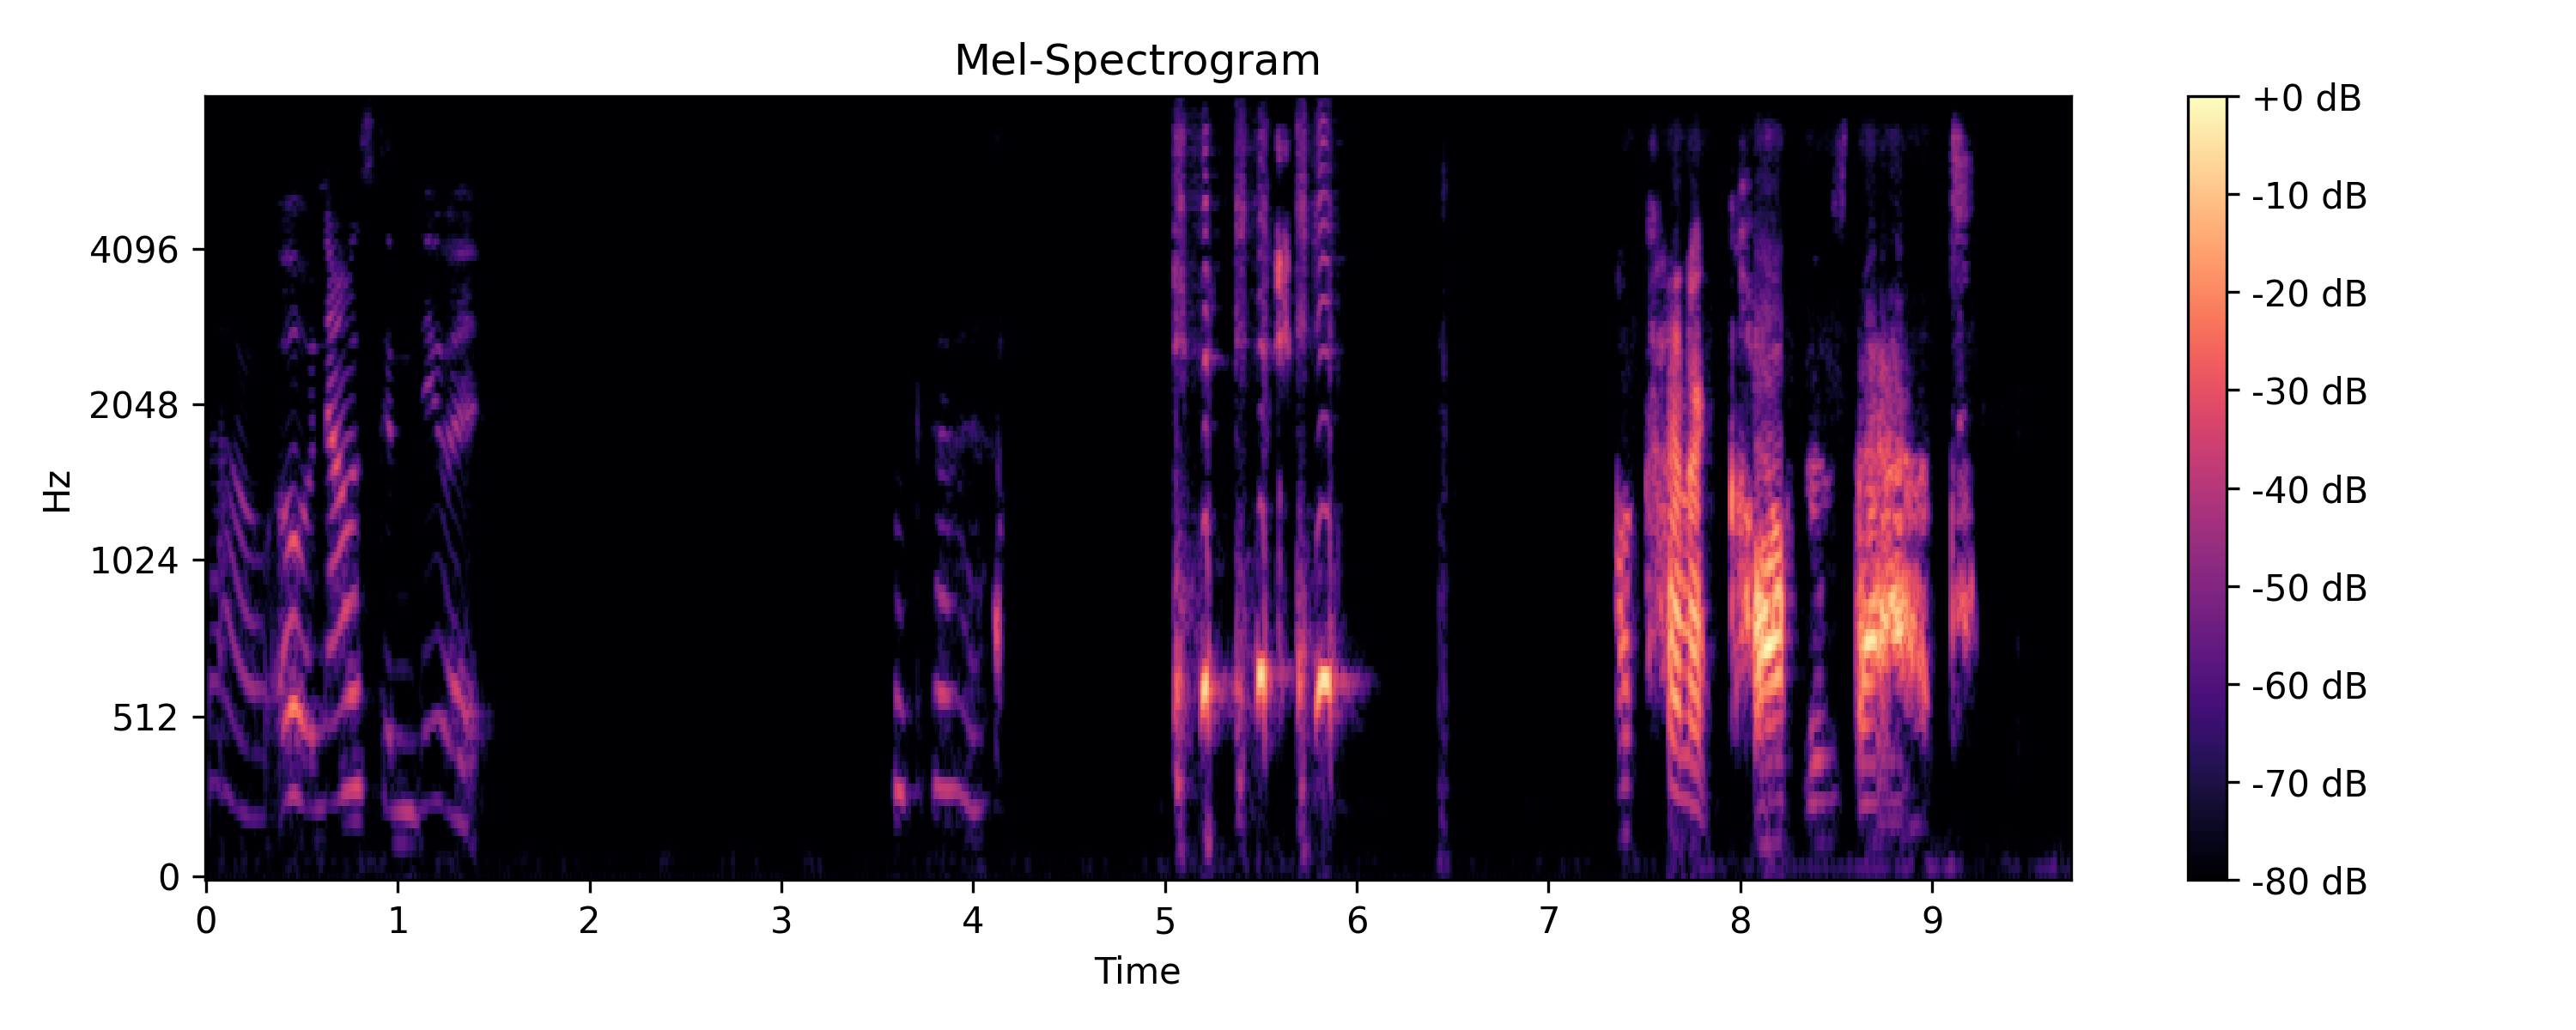 Mel-Spectrogram
+0 dB
-10 dB
-20 dB
-30 dB
-40 dB
-50 dB
-60 dB
-70 dB
-80 dB
4096
2048
1024
512
0
Hz
0 1 2 3 4 5 6 7 8 9
Time